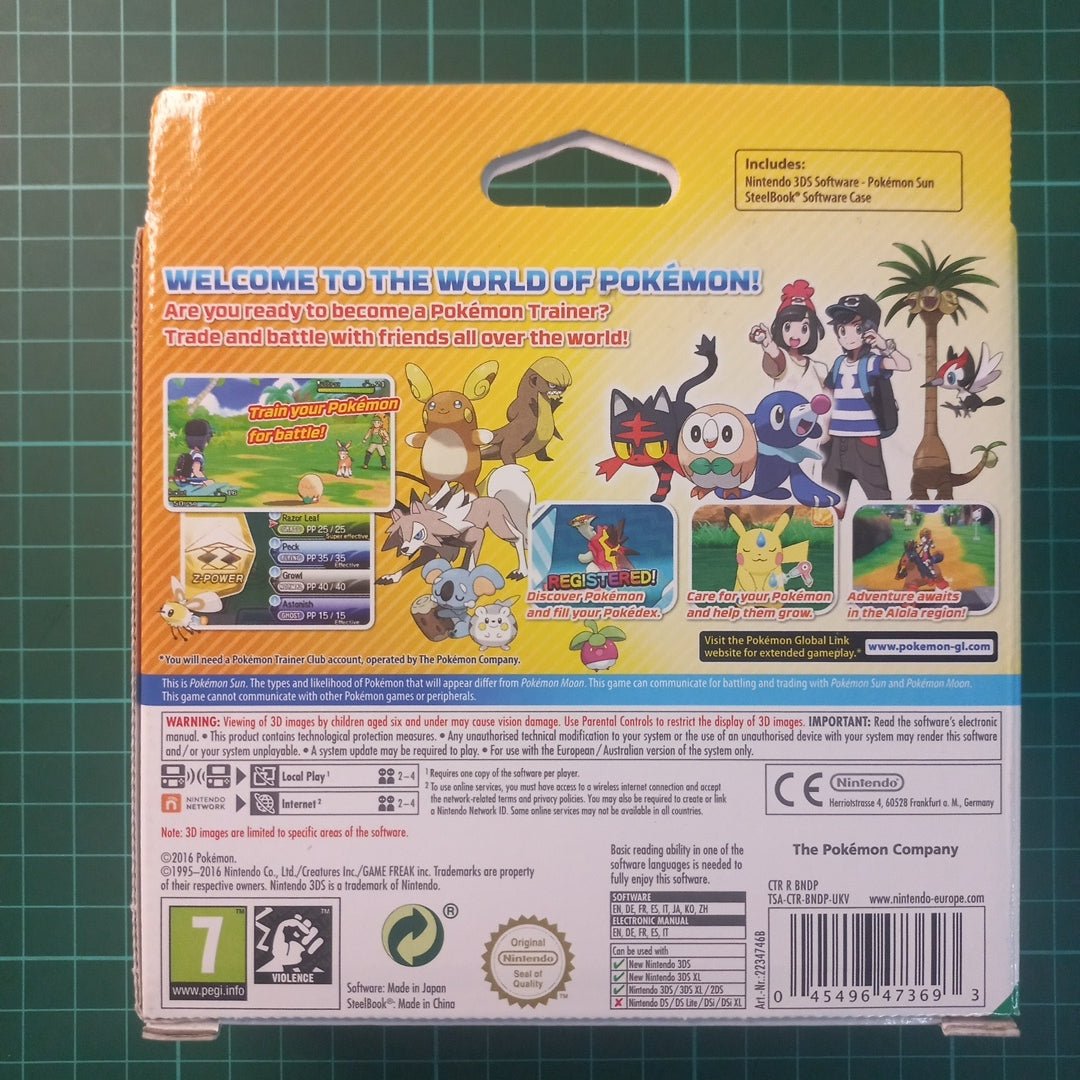 Includes:
Nintendo 3DS Software - Pokémon Sun
SteelBook® Software Case
WELCOME TO THE WORLD OF POKÉMON!
Are you ready to become a Pokémon Trainer?
Trade and battle with friends all over the world!
Train your Pokémon
for battle!
Z-POWER
Razor Leaf
GRASS PP 25/25
Super effective
Peck
FLYING PP 35/35
Effective
Growl
NORMAL PP 40/40
Astonish
GHOST PP 15/15
Effective
REGISTERED!
Discover Pokémon
and fill your Pokédex.
Care for your Pokémon
and help them grow.
Adventure awaits
in the Alola region!
Visit the Pokémon Global Link
website for extended gameplay.*
www.pokemon-gl.com
*You will need a Pokémon Trainer Club account, operated by The Pokémon Company.
This is Pokémon Sun. The types and likelihood of Pokémon that will appear differ from Pokémon Moon. This game can communicate for battling and trading with Pokémon Sun and Pokémon Moon.
This game cannot communicate with other Pokémon games or peripherals.
WARNING: Viewing of 3D images by children aged six and under may cause vision damage. Use Parental Controls to restrict the display of 3D images. IMPORTANT: Read the software's electronic
manual. • This product contains technological protection measures. • Any unauthorised technical modification to your system or the use of an unauthorised device with your system may render this software
and/or your system unplayable. • A system update may be required to play. • For use with the European/Australian version of the system only.
Local Play¹ 2–4
NINTENDO
NETWORK
Internet² 2–4
¹ Requires one copy of the software per player.
² To use online services, you must have access to a wireless internet connection and accept
the network-related terms and privacy policies. You may also be required to create or link
a Nintendo Network ID. Some online services may not be available in all countries.
CE
Nintendo
Herriotstrasse 4, 60528 Frankfurt a. M., Germany
Note: 3D images are limited to specific areas of the software.
©2016 Pokémon.
©1995–2016 Nintendo Co., Ltd./Creatures Inc./GAME FREAK inc. Trademarks are property
of their respective owners. Nintendo 3DS is a trademark of Nintendo.
7™
www.pegi.info
™
VIOLENCE
®
Software: Made in Japan
SteelBook®: Made in China
Original
Nintendo
Seal of
Quality
™
Basic reading ability in one of the
software languages is needed to
fully enjoy this software.
SOFTWARE
EN, DE, FR, ES, IT, JA, KO, ZH
ELECTRONIC MANUAL
EN, DE, FR, ES, IT
Can be used with
✓ New Nintendo 3DS
✓ New Nintendo 3DS XL
✓ Nintendo 3DS/3DS XL/2DS
✗ Nintendo DS/DS Lite/DSi/DSi XL
The Pokémon Company
CTR R BNDP
TSA-CTR-BNDP-UKV
www.nintendo-europe.com
Art.-Nr.:2234746B
0 45496 47369 3